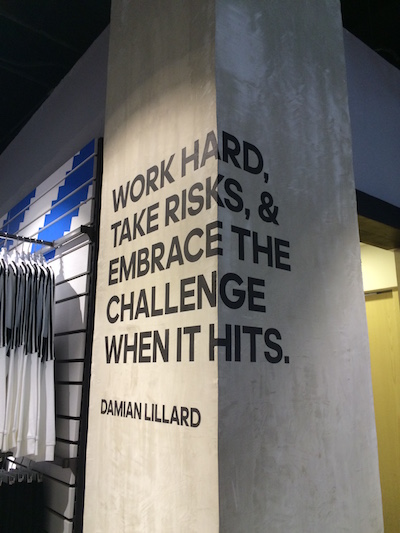 WORK HARD,
TAKE RISKS, &
EMBRACE THE
CHALLENGE
WHEN IT HITS.
DAMIAN LILLARD